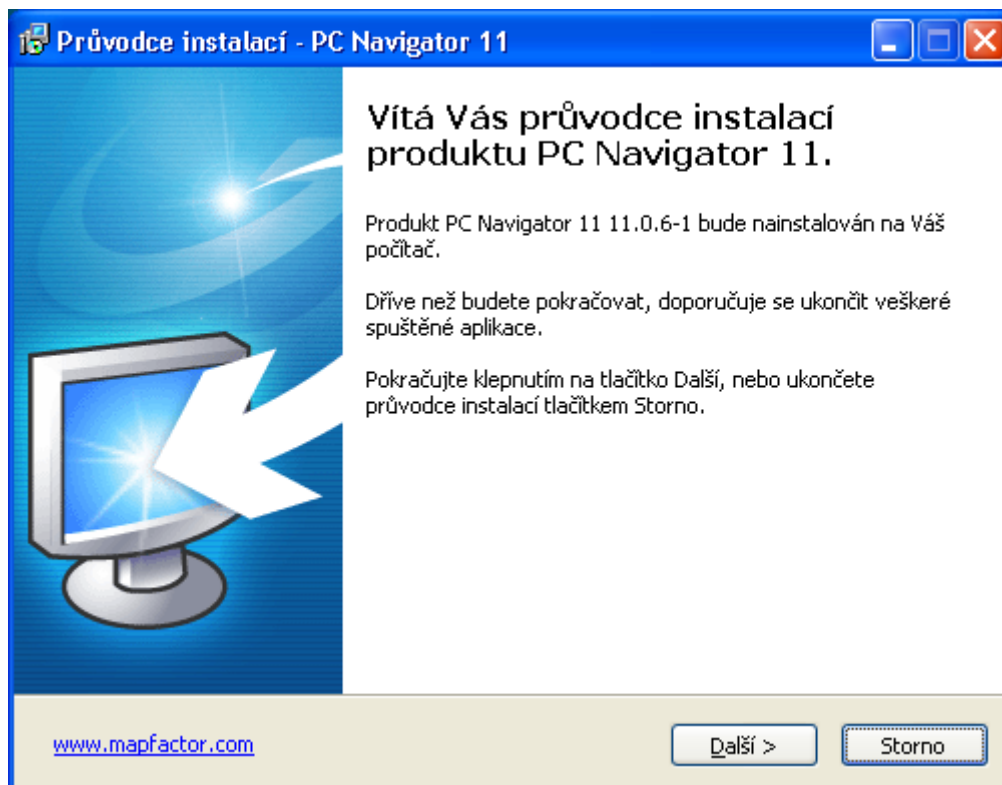 Průvodce instalací - PC Navigator 11
Vítá Vás průvodce instalací
produktu PC Navigator 11.
Produkt PC Navigator 11 11.0.6-1 bude nainstalován na Váš
počítač.
Dříve než budete pokračovat, doporučuje se ukončit veškeré
spuštěné aplikace.
Pokračujte klepnutím na tlačítko Další, nebo ukončete
průvodce instalací tlačítkem Storno.
www.mapfactor.com
Další >
Storno